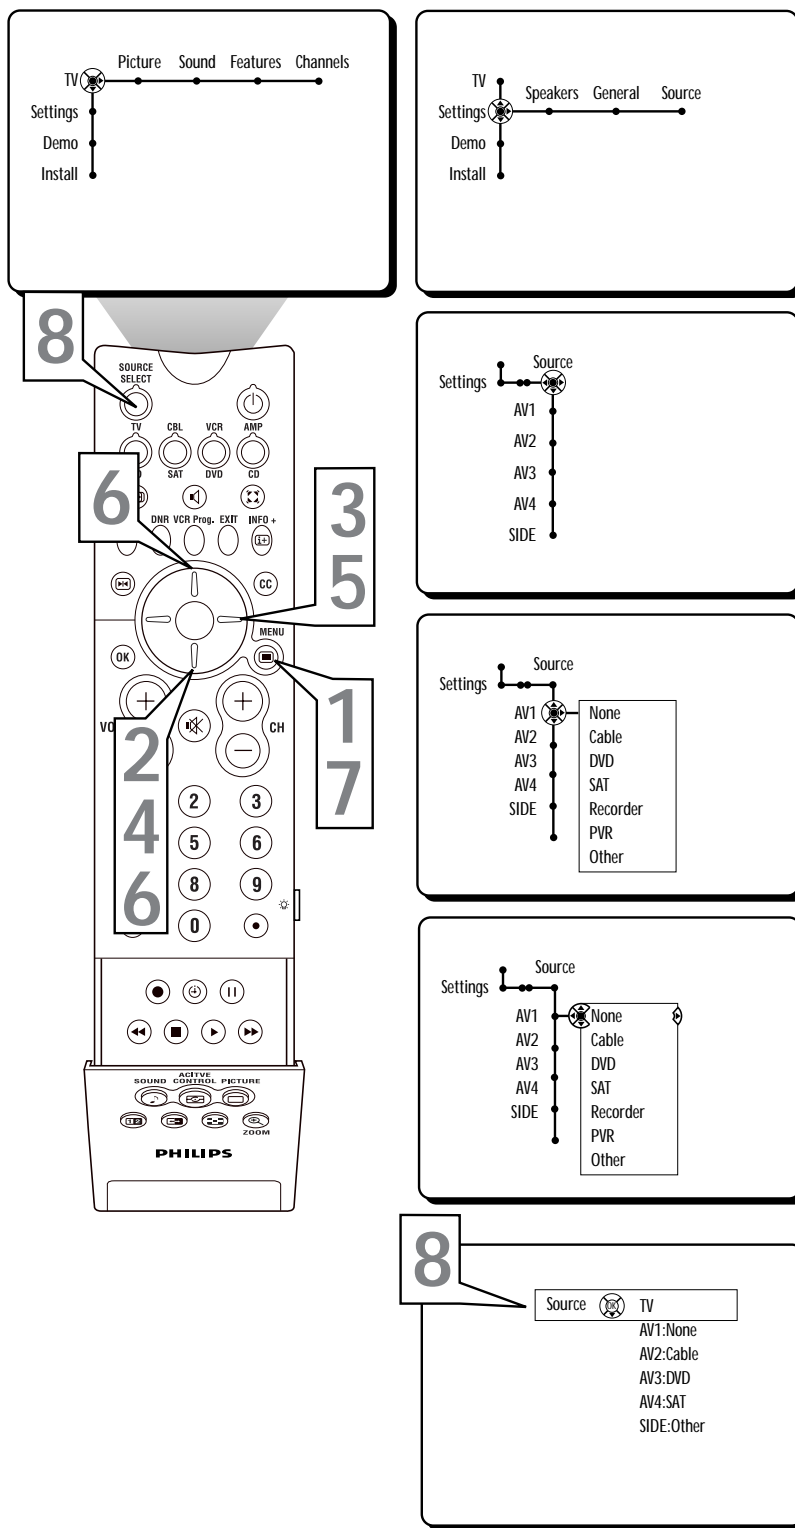 Picture Sound Features Channels
TV
Settings
Demo
Install
TV
Speakers General Source
Settings
Demo
Install
8
SOURCE
SELECT
TV CBL VCR AMP
SAT DVD CD
6
3
5
DNR VCR Prog. EXIT INFO +
i+
CC
MENU
OK
1
7
VO
CH
2
4
6
2 3
5 6
8 9
0
ACITVE
SOUND CONTROL PICTURE
ZOOM
PHILIPS
Source
Settings
AV1
AV2
AV3
AV4
SIDE
Source
Settings
AV1 None
AV2 Cable
AV3 DVD
AV4 SAT
SIDE Recorder
PVR
Other
Source
Settings
AV1 None
AV2 Cable
AV3 DVD
AV4 SAT
SIDE Recorder
PVR
Other
8
Source OK TV
AV1:None
AV2:Cable
AV3:DVD
AV4:SAT
SIDE:Other